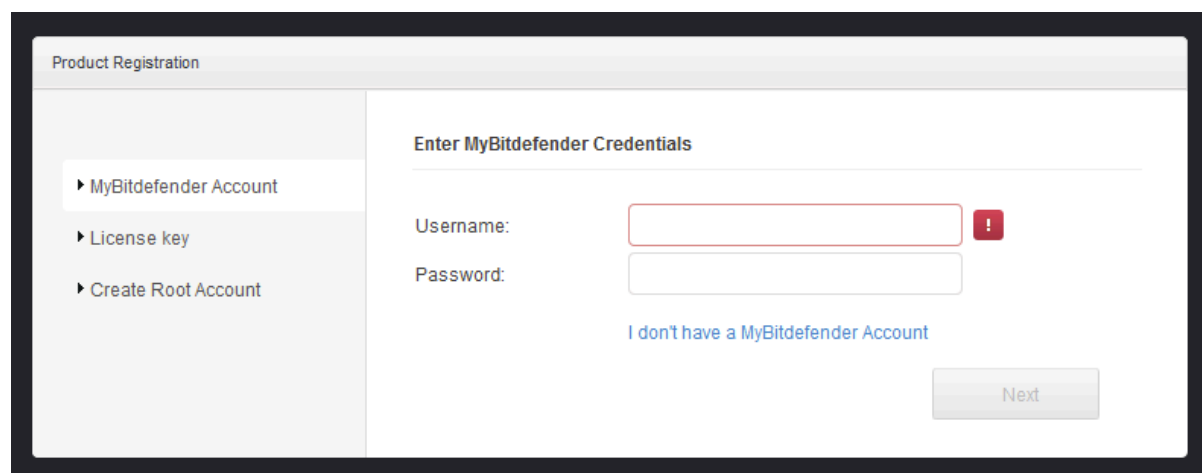 Product Registration
MyBitdefender Account
License key
Create Root Account
Enter MyBitdefender Credentials
Username:
!
Password:
I don't have a MyBitdefender Account
Next